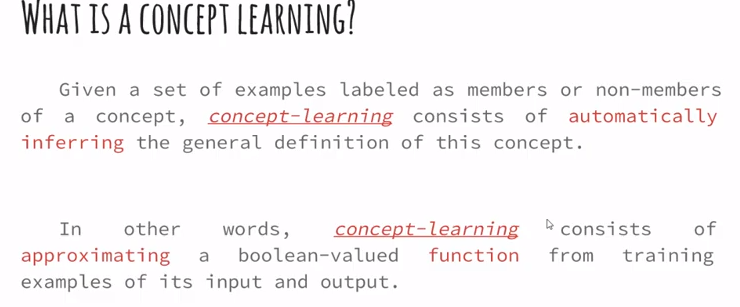 WHAT IS A CONCEPT LEARNING?
Given a set of examples labeled as members or non-members
of a concept, concept-learning consists of automatically
inferring the general definition of this concept.
In other words, concept-learning consists of
approximating a boolean-valued function from training
examples of its input and output.